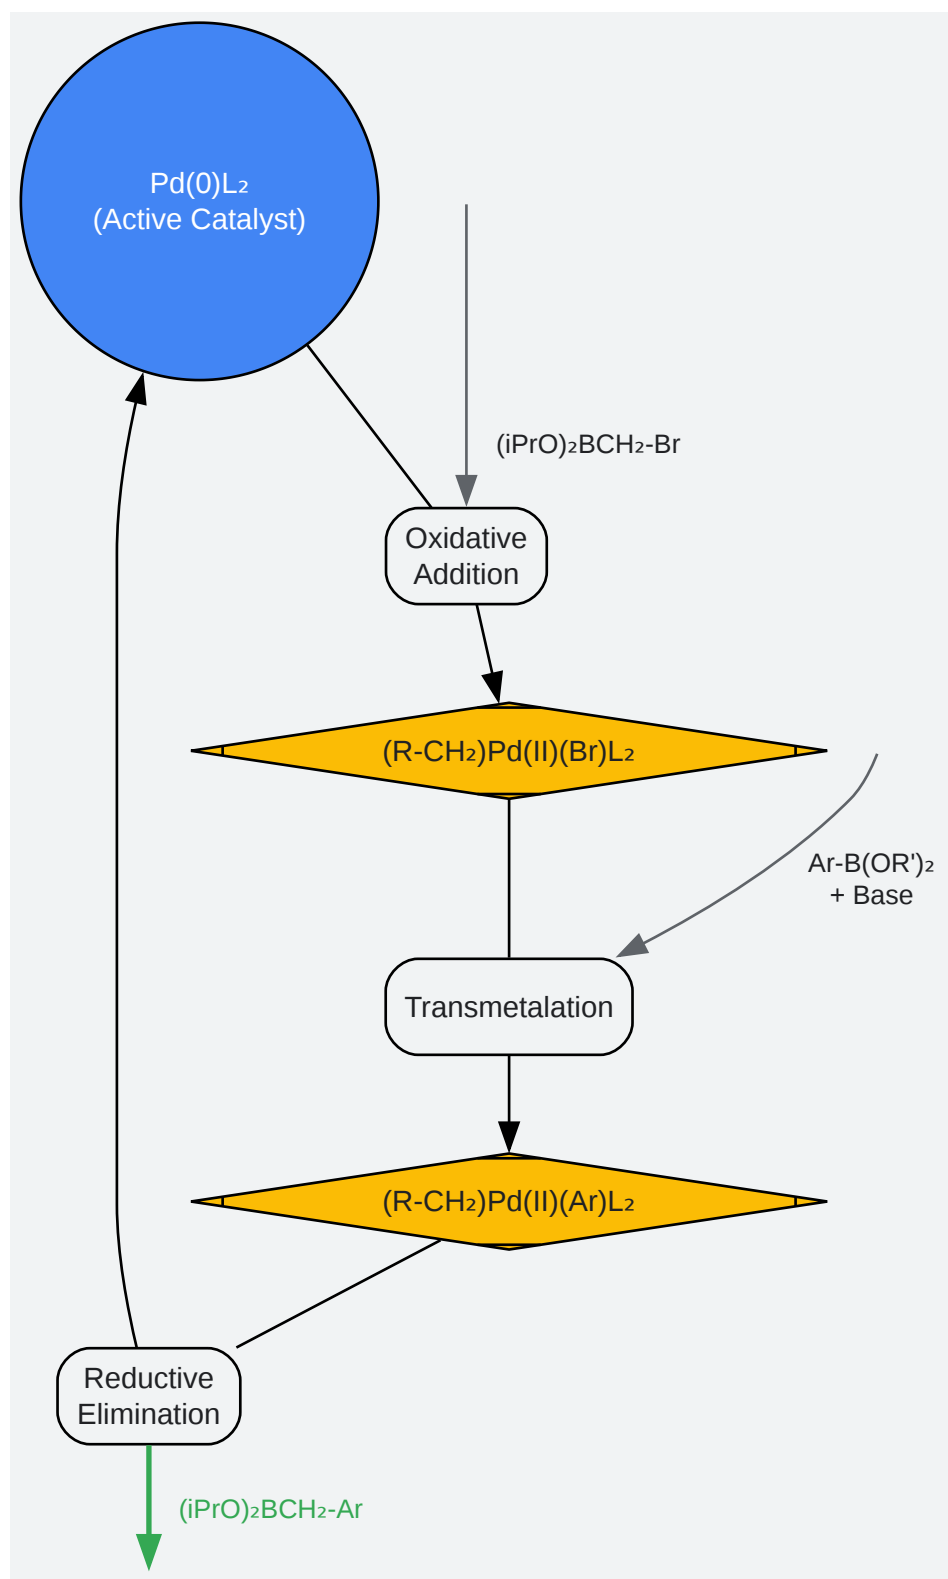 Pd(0)L₂
(Active Catalyst)
(iPrO)₂BCH₂-Br
Oxidative
Addition
(R-CH₂)Pd(II)(Br)L₂
Ar-B(OR')₂
+ Base
Transmetalation
(R-CH₂)Pd(II)(Ar)L₂
Reductive
Elimination
(iPrO)₂BCH₂-Ar